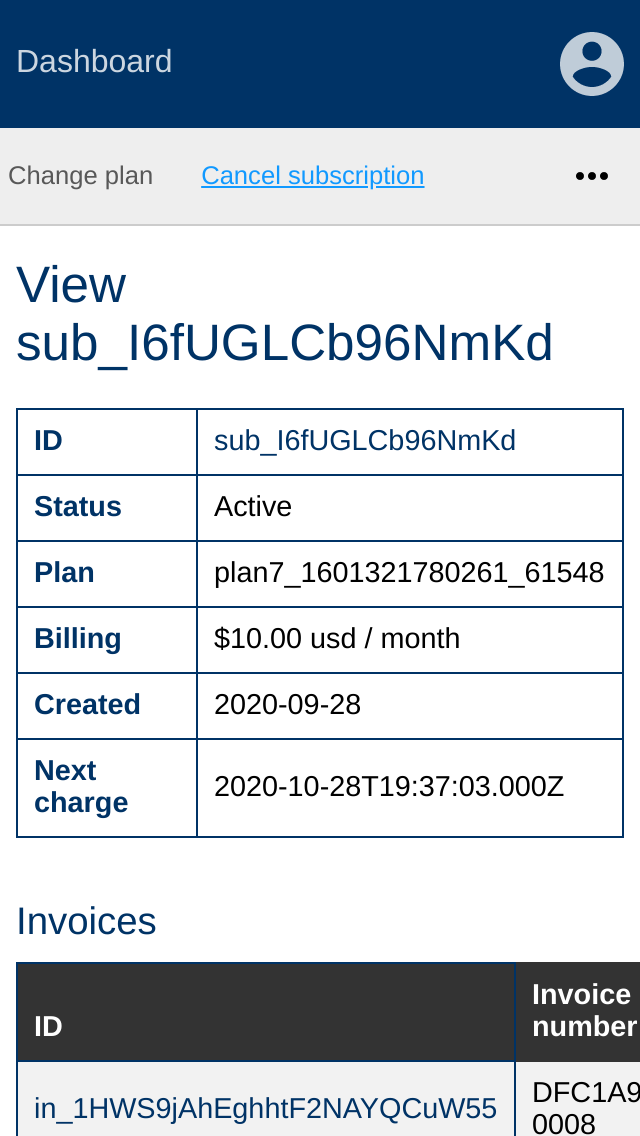 Dashboard
Change plan Cancel subscription
View
sub_I6fUGLCb96NmKd
ID sub_I6fUGLCb96NmKd
Status Active
Plan plan7_1601321780261_61548
Billing $10.00 usd / month
Created 2020-09-28
Next
charge 2020-10-28T19:37:03.000Z
Invoices
ID Invoice
number
in_1HWS9jAhEghhtF2NAYQCuW55 DFC1A9
0008